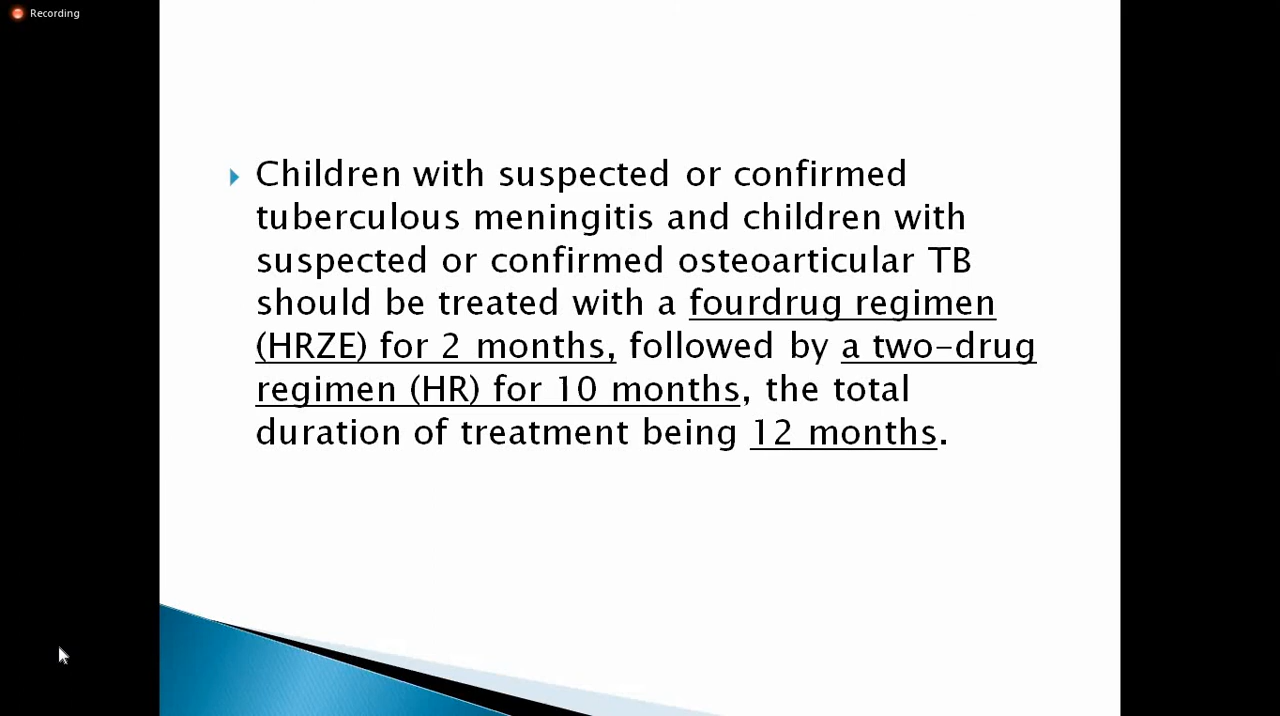 Recording
Children with suspected or confirmed
tuberculous meningitis and children with
suspected or confirmed osteoarticular TB
should be treated with a fourdrug regimen
(HRZE) for 2 months, followed by a two-drug
regimen (HR) for 10 months, the total
duration of treatment being 12 months.